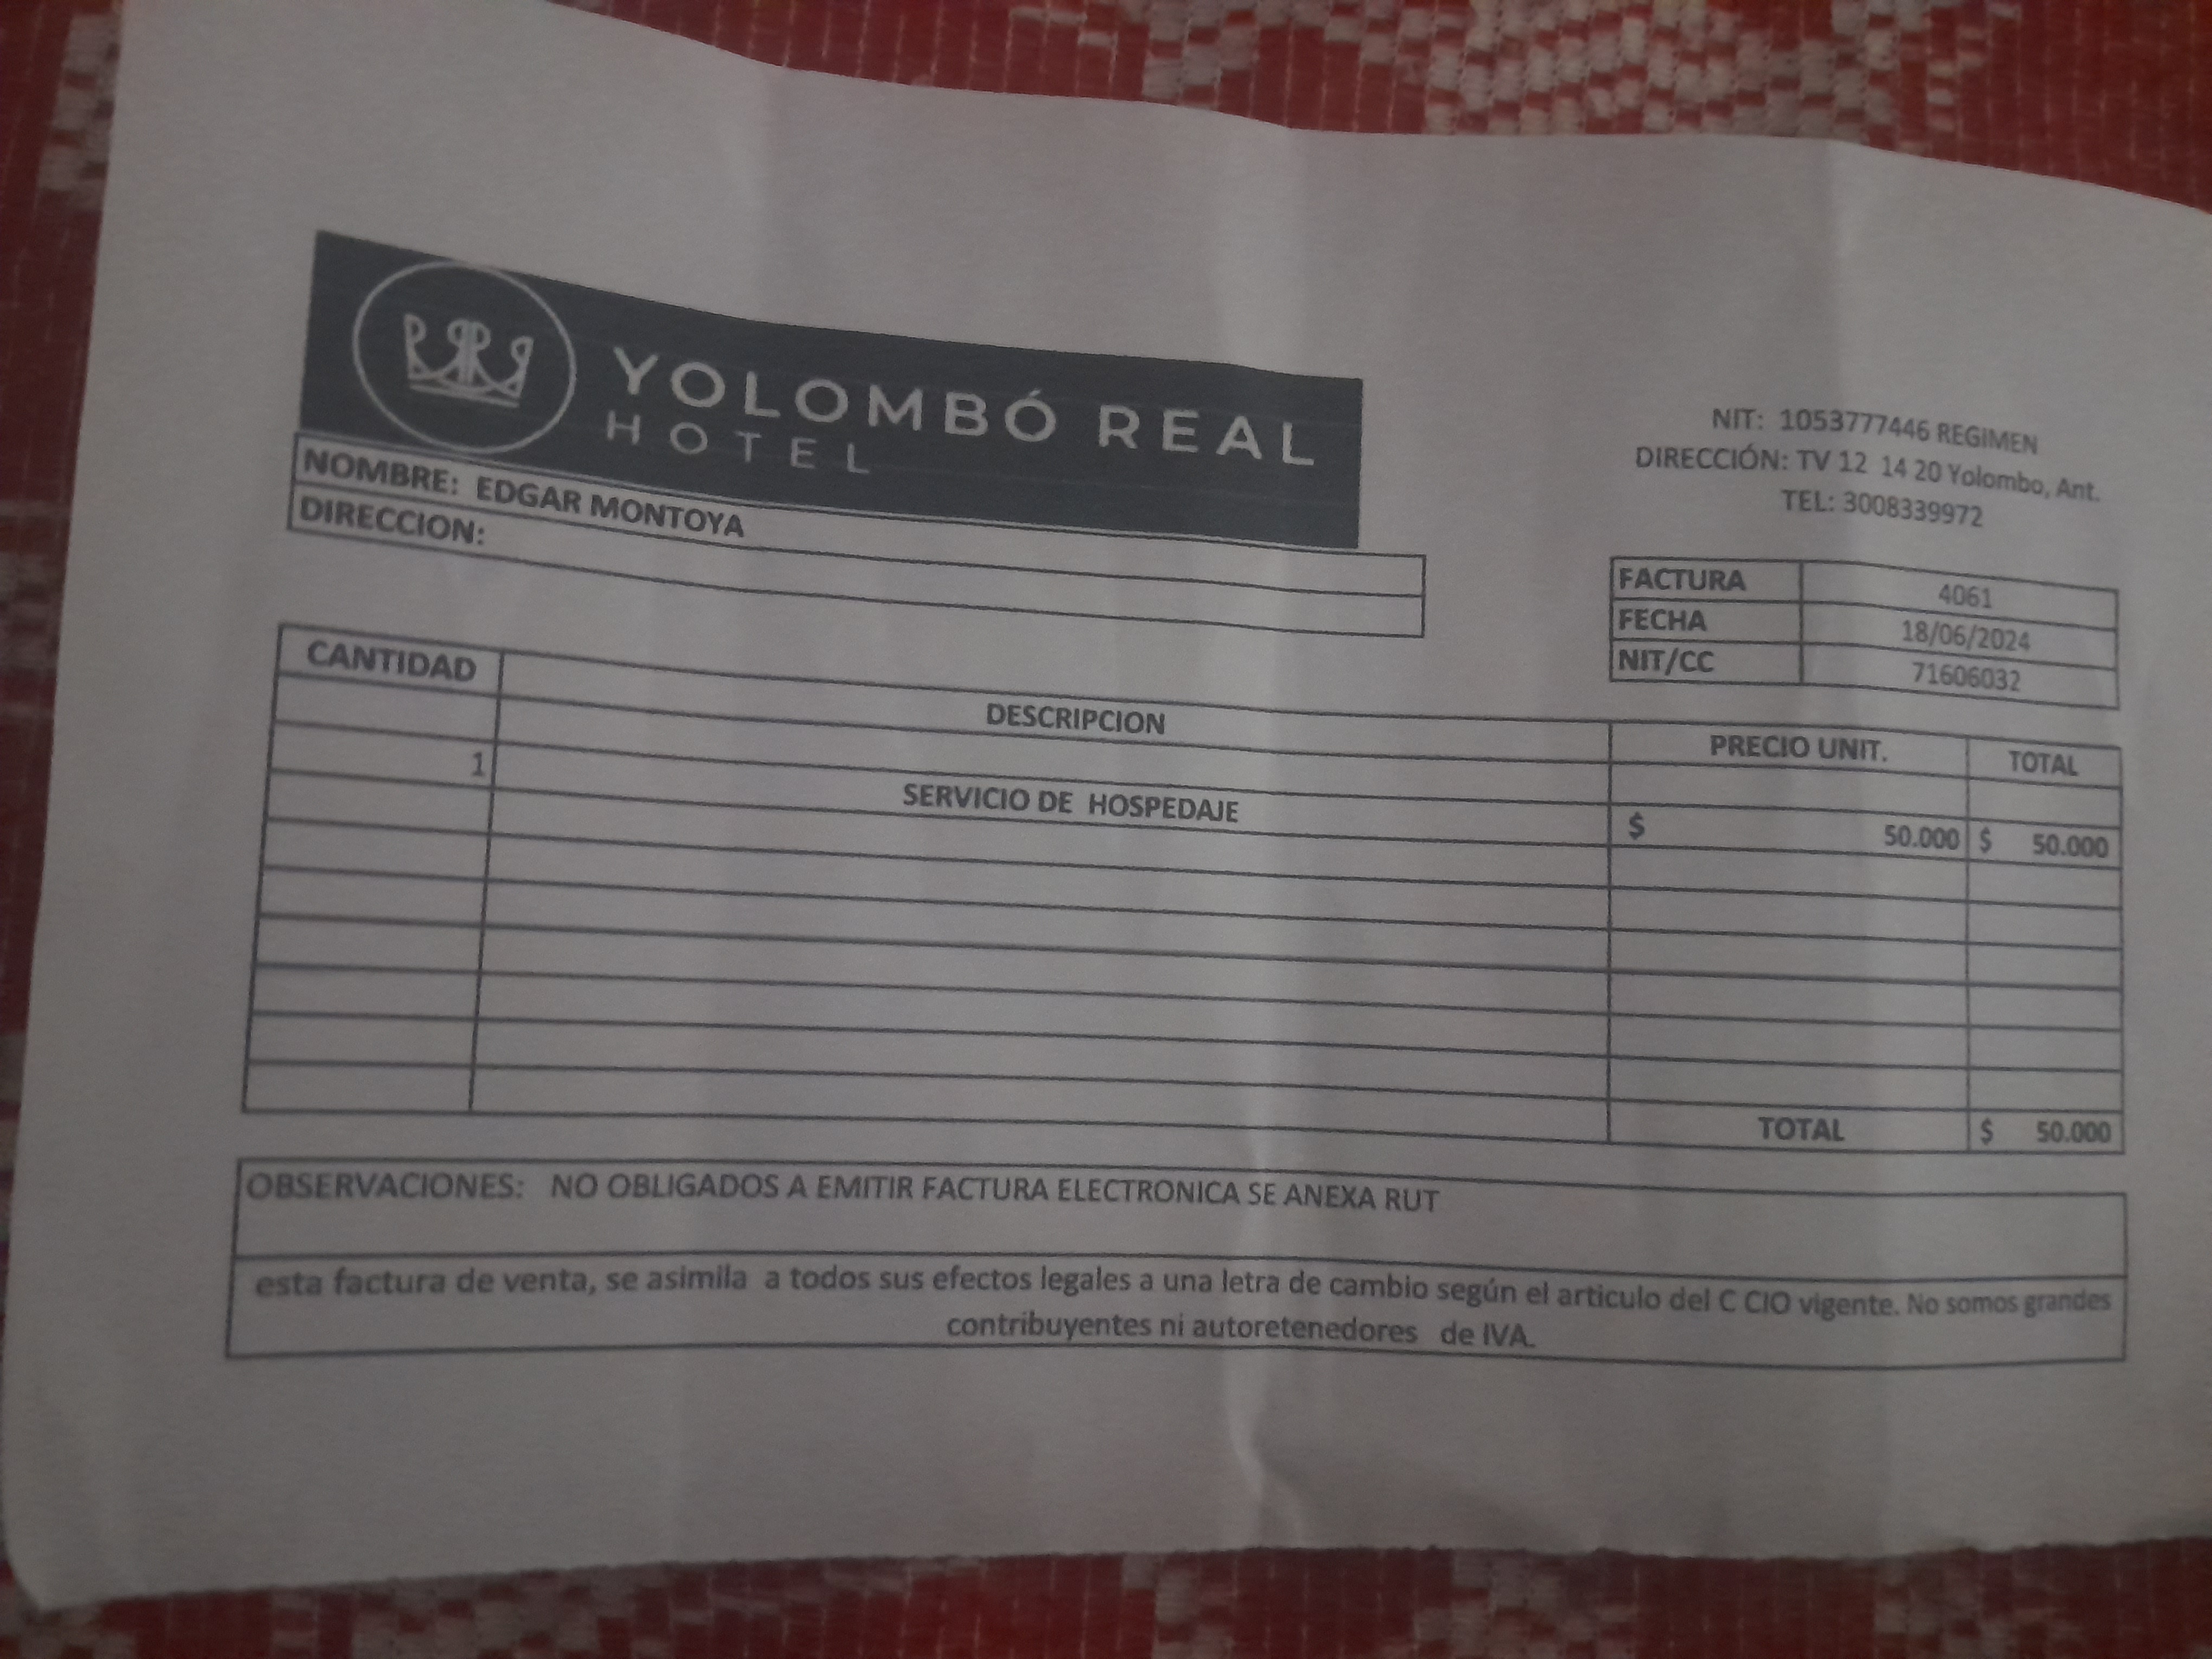 YOLOMBÓ REAL
HOTEL
NIT: 1053777446 REGIMEN
DIRECCIÓN: TV 12 14 20 Yolombo, Ant.
TEL: 3008339972
NOMBRE: EDGAR MONTOYA
DIRECCION:
FACTURA 4061
FECHA 18/06/2024
NIT/CC 71606032
CANTIDAD DESCRIPCION PRECIO UNIT. TOTAL
1 SERVICIO DE HOSPEDAJE $ 50.000 $ 50.000
TOTAL $ 50.000
OBSERVACIONES: NO OBLIGADOS A EMITIR FACTURA ELECTRONICA SE ANEXA RUT
esta factura de venta, se asimila a todos sus efectos legales a una letra de cambio según el articulo del C CIO vigente. No somos grandes
contribuyentes ni autoretenedores de IVA.